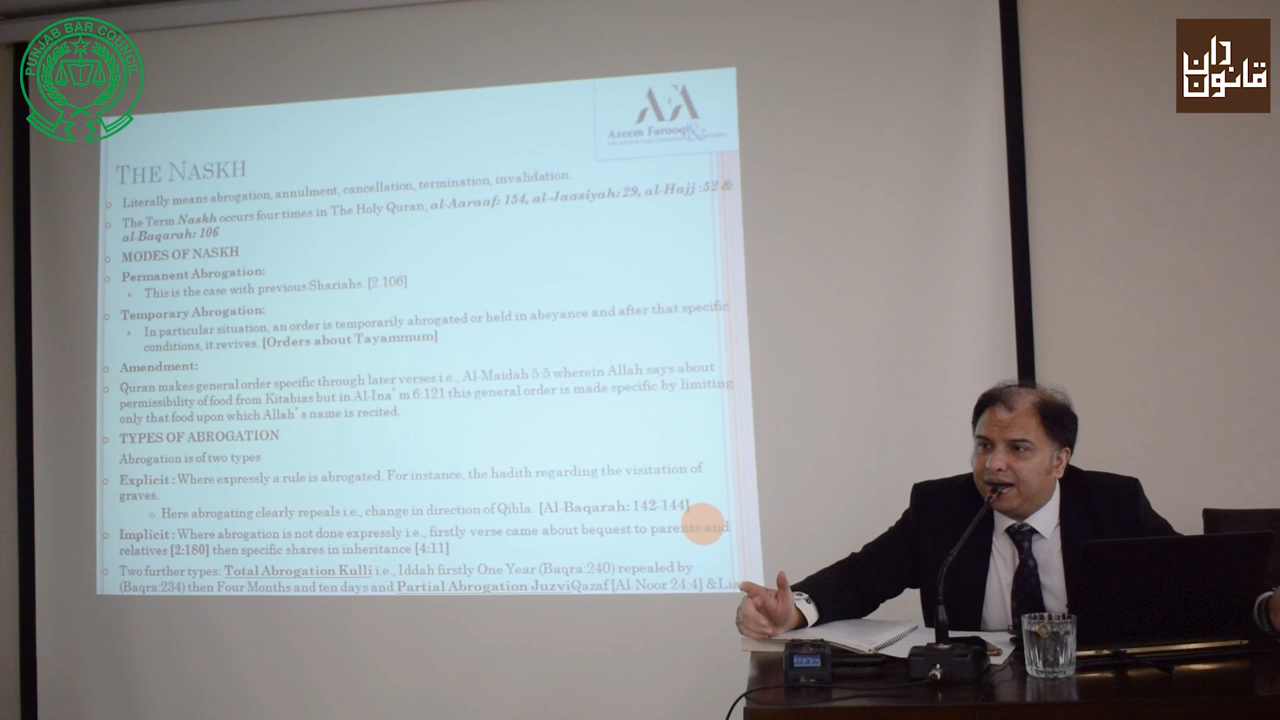 PUNJAB BAR COUNCIL
قانون دان
AFA
Azeem Farooqi &
THE NASKH
Literally means abrogation, annulment, cancellation, termination, invalidation.
The Term Naskh occurs four times in The Holy Quran; al-Aaraaf: 154, al-Jaasiyah: 29, al-Hajj :52 &
al-Baqarah: 106
MODES OF NASKH
Permanent Abrogation:
This is the case with previous Shariahs. [2.106]
Temporary Abrogation:
In particular situation, an order is temporarily abrogated or held in abeyance and after that specific
conditions, it revives. [Orders about Tayammum]
Amendment:
Quran makes general order specific through later verses i.e., Al-Maidah 5:5 wherein Allah says about
permissibility of food from Kitabias but in Al-Ina' m 6:121 this general order is made specific by limiting
only that food upon which Allah' s name is recited.
TYPES OF ABROGATION
Abrogation is of two types
Explicit : Where expressly a rule is abrogated. For instance, the hadith regarding the visitation of
graves.
Here abrogating clearly repeals i.e., change in direction of Qibla. [Al-Baqarah: 142-144]
Implicit : Where abrogation is not done expressly i.e., firstly verse came about bequest to parents and
relatives [2:180] then specific shares in inheritance [4:11]
Two further types: Total Abrogation Kulli i.e., Iddah firstly One Year (Baqra:240) repealed by
(Baqra:234) then Four Months and ten days and Partial Abrogation Juzvi Qazaf [Al-Noor 24:4] &